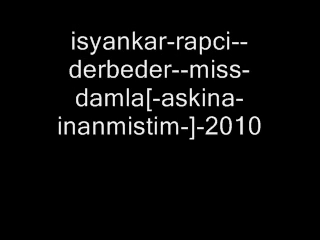 isyankar-rapci--
derbeder--miss-
damla[-askina-
inanmistim-]-2010